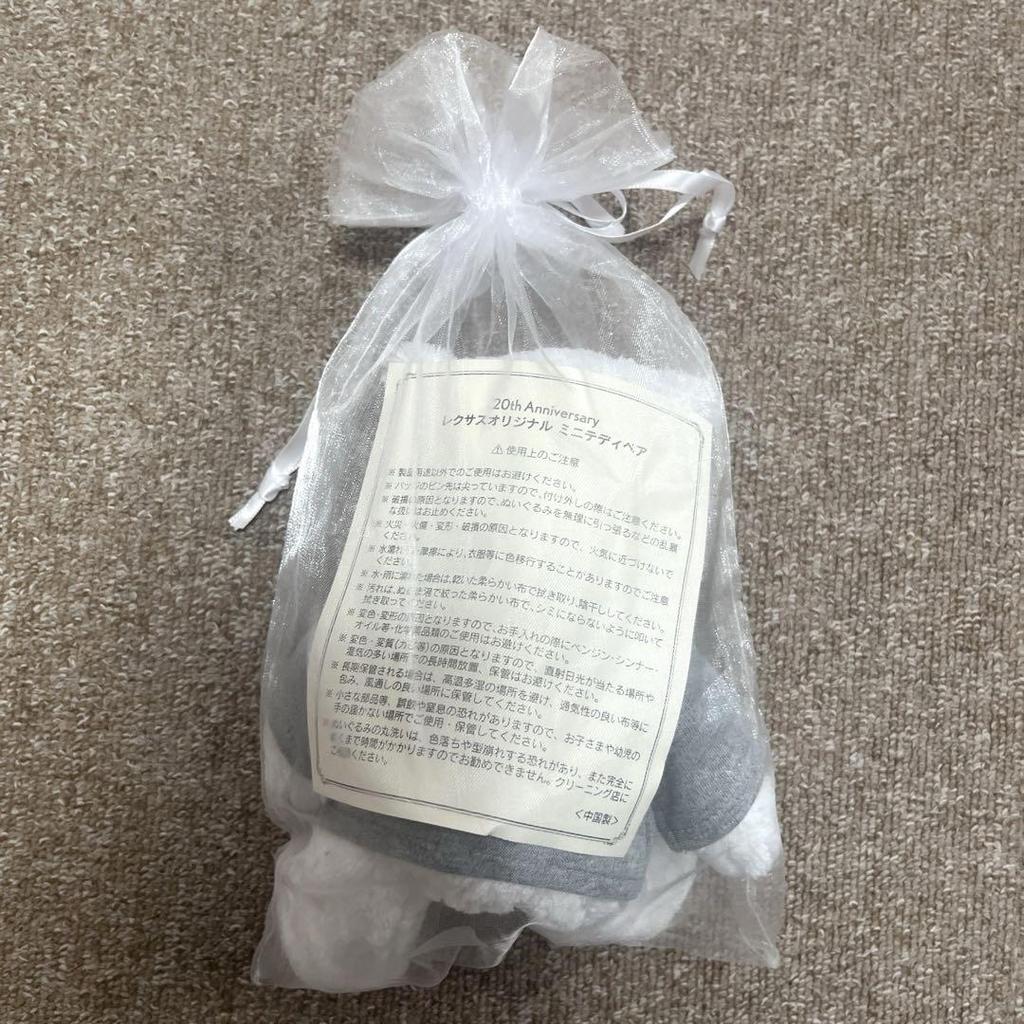 20th Anniversary
レクサスオリジナル ミニテディベア
⚠使用上のご注意
※製品用途以外でのご使用はお避けください。
※バッジのピン先は尖っていますので、付け外しの際はご注意ください。
※破損の原因となりますので、ぬいぐるみを無理に引っ張るなどの乱暴
な扱いはお止めください。
※火災・火傷・変形・破損の原因となりますので、火気に近づけないで
ください。
※水濡れや摩擦により、衣服等に色移行することがありますのでご注意
ください。
※水・雨に濡れた場合は、乾いた柔らかい布で拭き取り、陰干ししてください。
※汚れは、ぬるま湯で絞った柔らかい布で、シミにならないように叩いて
拭き取ってください。
※変色・変形の原因となりますので、お手入れの際にベンジン・シンナー・
オイル等・化学薬品類のご使用はお避けください。
※変色・変質(カビ等)の原因となりますので、直射日光が当たる場所や
湿気の多い場所での長時間放置、保管はお避けください。
※長期保管される場合は、高温多湿の場所を避け、通気性の良い布等に
包み、風通しの良い場所に保管してください。
※小さな部品等、誤飲や窒息の恐れがありますので、お子さまや幼児の
手の届かない場所でご使用・保管してください。
※ぬいぐるみの丸洗いは、色落ちや型崩れする恐れがあり、また完全に
乾くまで時間がかかりますのでお勧めできません。クリーニング店に
ください。
<中国製>